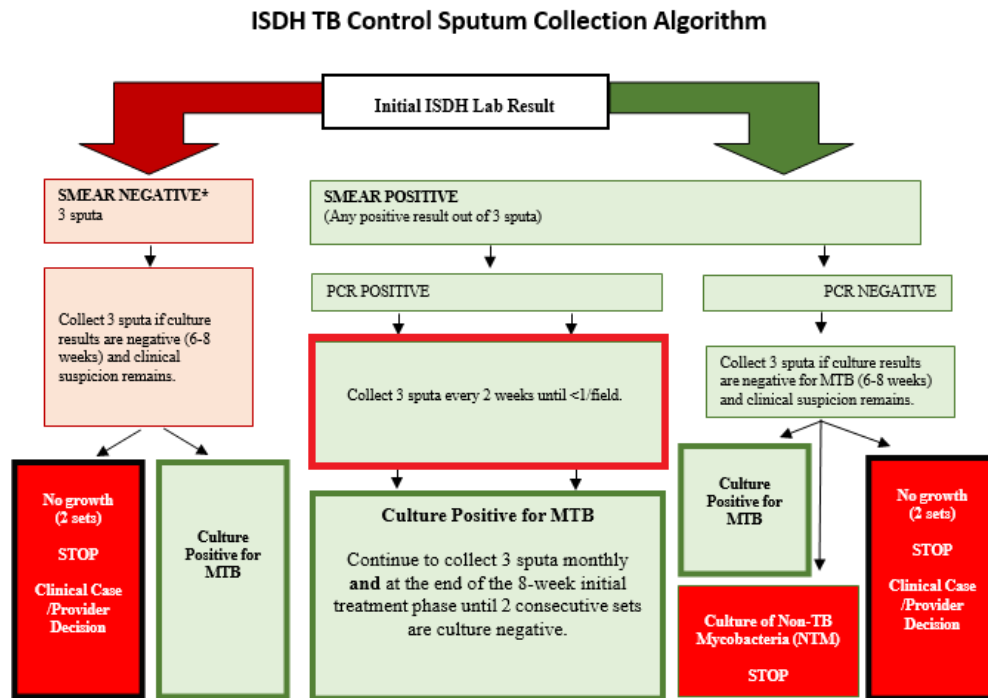 ISDH TB Control Sputum Collection Algorithm
Initial ISDH Lab Result
SMEAR NEGATIVE*
3 sputa
SMEAR POSITIVE
(Any positive result out of 3 sputa)
PCR POSITIVE
PCR NEGATIVE
Collect 3 sputa if culture
results are negative (6-8
weeks) and clinical
suspicion remains.
Collect 3 sputa every 2 weeks until <1/field.
Collect 3 sputa if culture results
are negative for MTB (6-8 weeks)
and clinical suspicion remains.
No growth
(2 sets)
STOP
Clinical Case
/Provider
Decision
Culture
Positive for
MTB
Culture Positive for MTB
Continue to collect 3 sputa monthly
and at the end of the 8-week initial
treatment phase until 2 consecutive sets
are culture negative.
Culture
Positive for
MTB
Culture of Non-TB
Mycobacteria (NTM)
STOP
No growth
(2 sets)
STOP
Clinical Case
/Provider
Decision